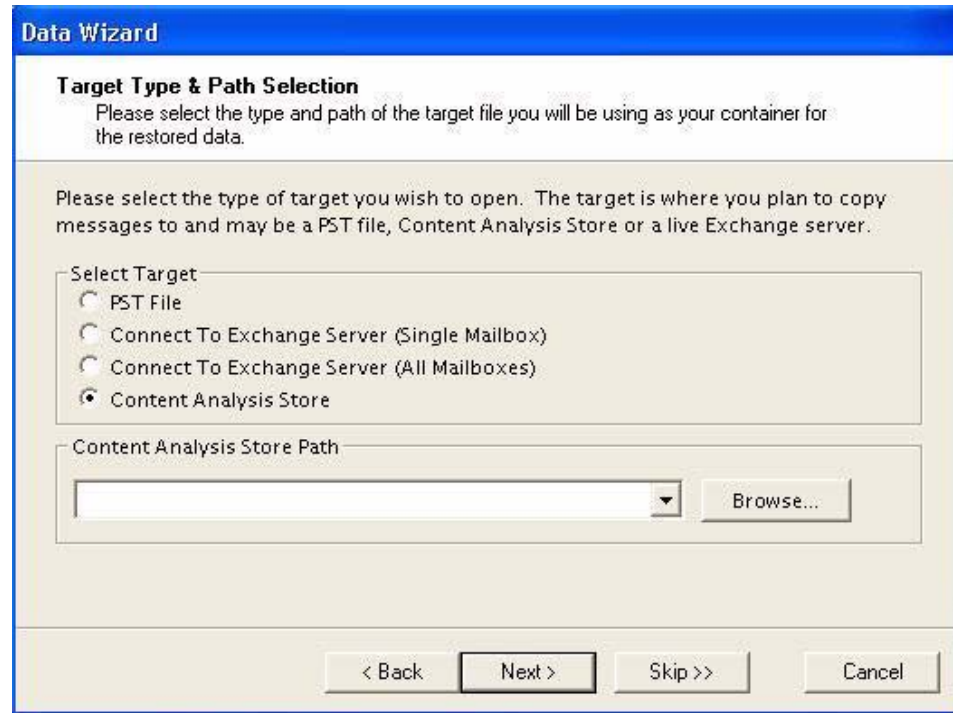 Data Wizard
Target Type & Path Selection
Please select the type and path of the target file you will be using as your container for
the restored data.
Please select the type of target you wish to open.  The target is where you plan to copy
messages to and may be a PST file, Content Analysis Store or a live Exchange server.
Select Target
PST File
Connect To Exchange Server (Single Mailbox)
Connect To Exchange Server (All Mailboxes)
Content Analysis Store
Content Analysis Store Path
Browse...
< Back
Next >
Skip >>
Cancel